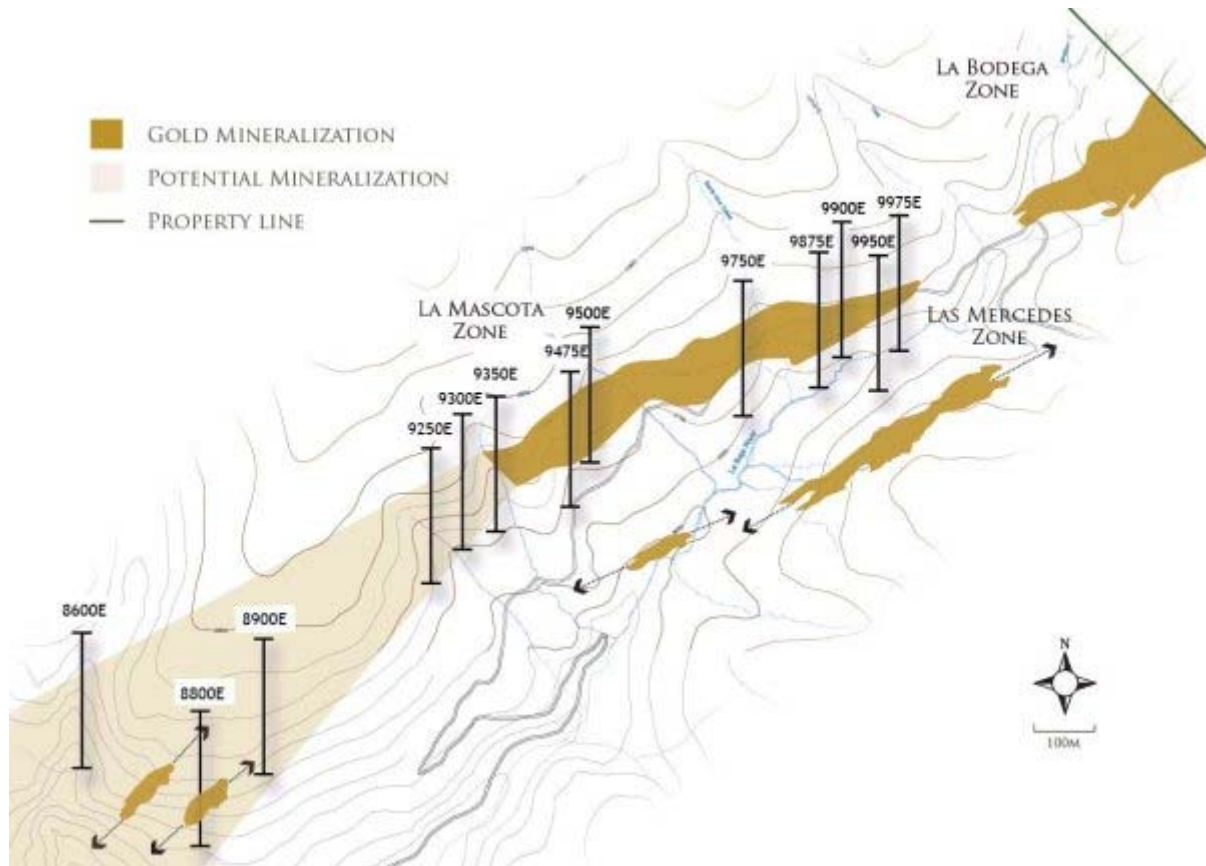 LA BODEGA
ZONE
GOLD MINERALIZATION
POTENTIAL MINERALIZATION
PROPERTY LINE
9975E
9900E
9875E
9950E
9750E
LA MASCOTA
ZONE
9500E
LAS MERCEDES
ZONE
9475E
9350E
9300E
9250E
8600E
8900E
8800E
N
100M